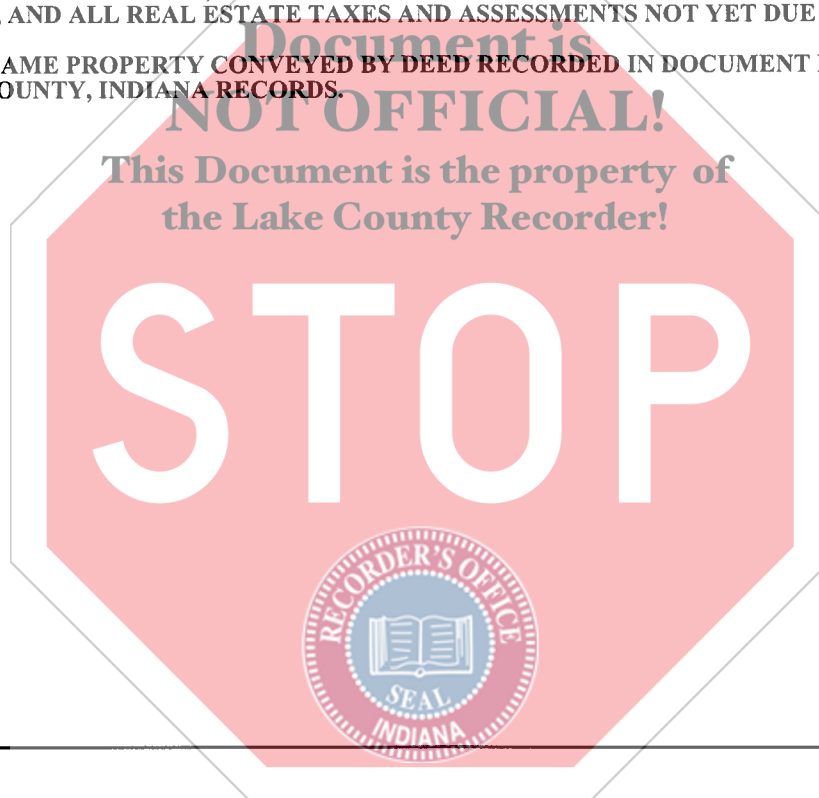 , AND ALL REAL ESTATE TAXES AND ASSESSMENTS NOT YET DUE
Document is
AME PROPERTY CONVEYED BY DEED RECORDED IN DOCUMENT
OUNTY, INDIANA RECORDS.
NOT OFFICIAL!
This Document is the property of
the Lake County Recorder!
STOP
RECORDER'S OFFICE
SEAL
INDIANA